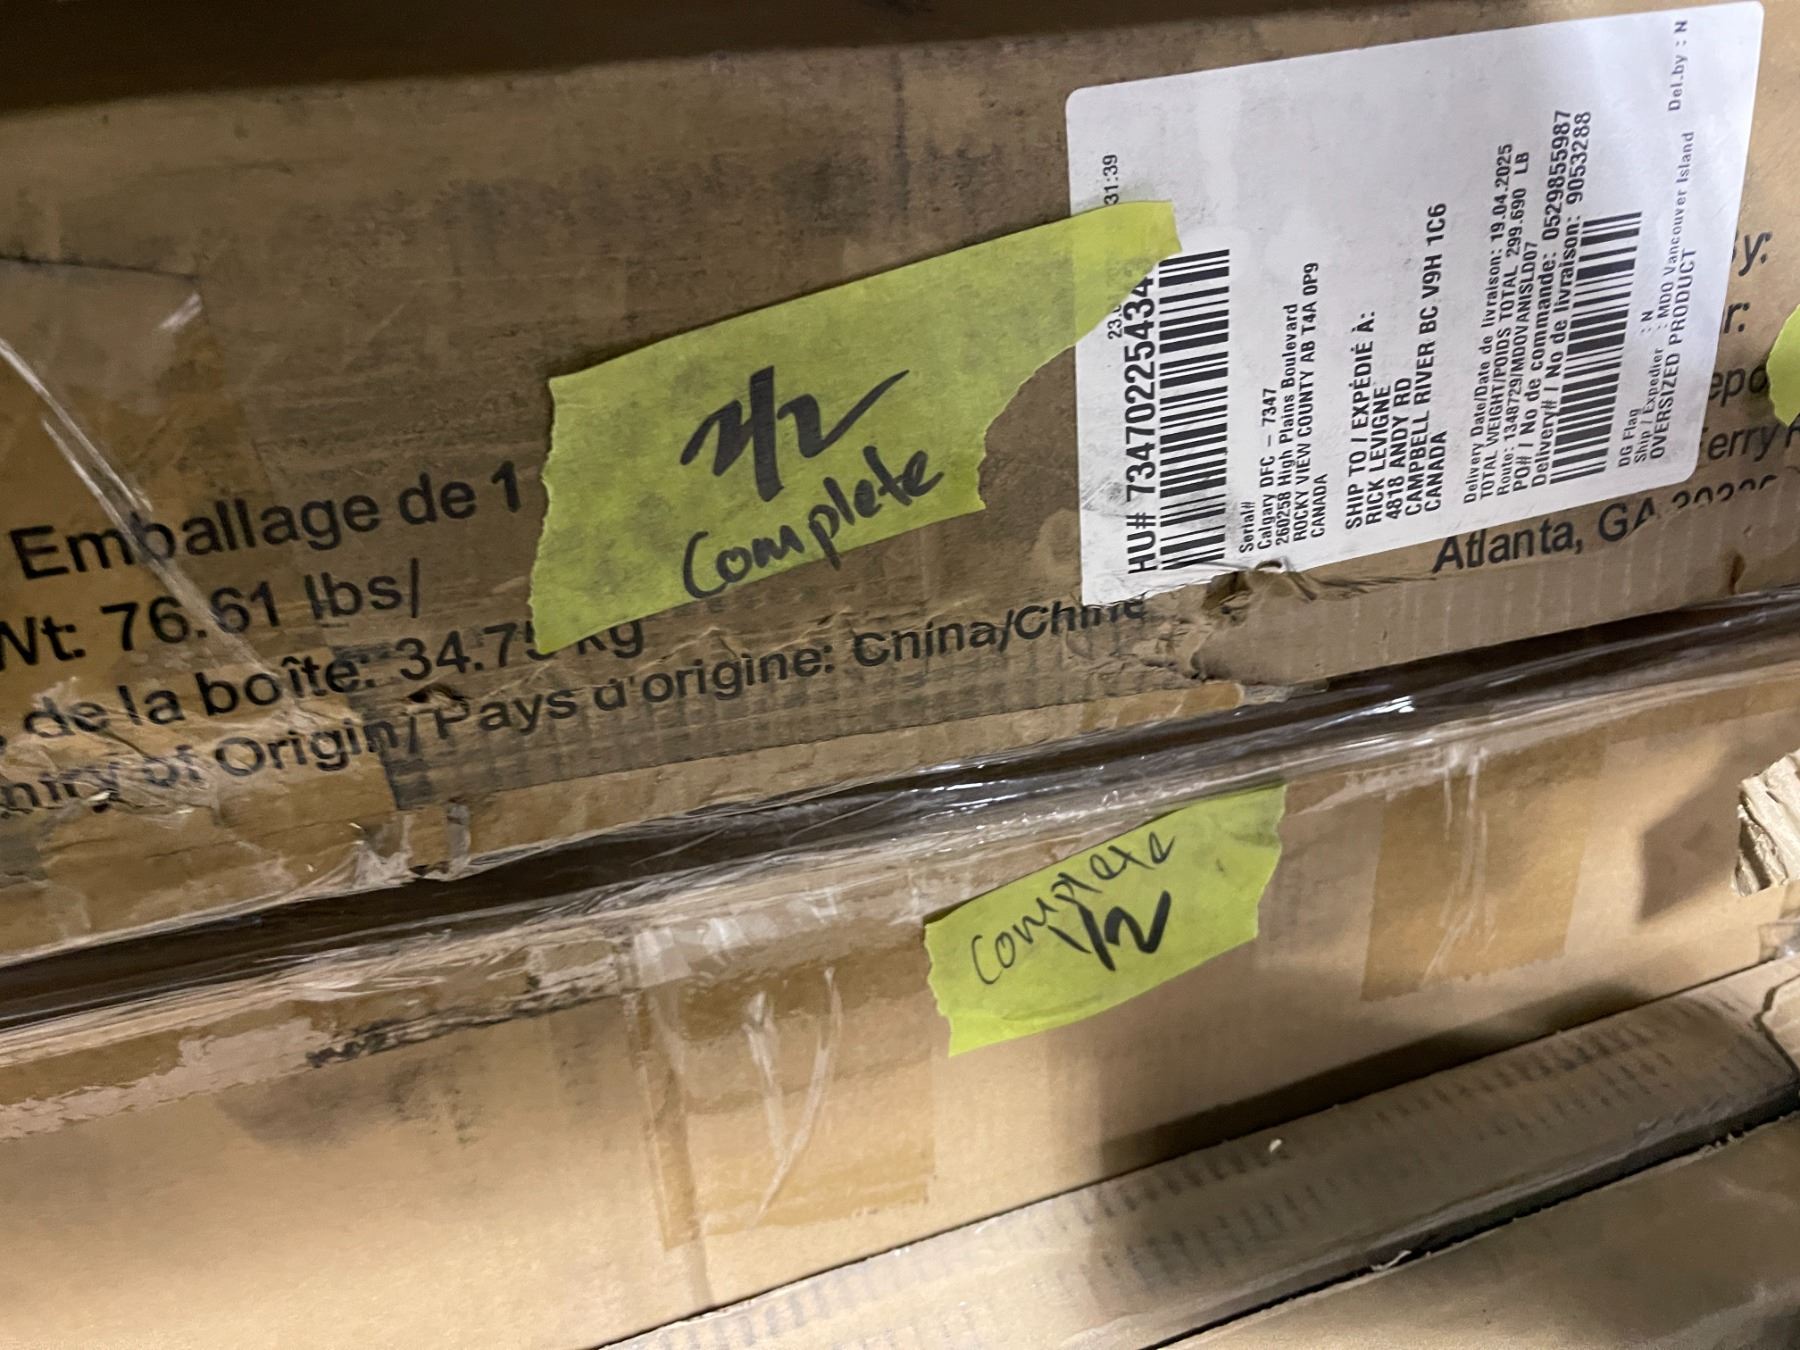 Emballage de 1
Wt: 76.61 lbs/
de la boîte: 34.75 kg
of Origin/Pays d'origine: China/Chine
2/2
Complete
31:39
23.
HU# 7347022543
Serial#
Calgary DFC - 7347
260258 High Plains Boulevard
ROCKY VIEW COUNTY AB T4A 0P9
CANADA
SHIP TO / EXPÉDIÉ À:
RICK LEVIGNE
4818 ANDY RD
CAMPBELL RIVER BC V9H 1C6
CANADA
Delivery Date/Date de livraison: 19.04.2025
TOTAL WEIGHT/POIDS TOTAL 299.690 LB
Route: 1348729/MDOVANISLD07
PO# / No de commande: 0529855987
Delivery# / No de livraison: 9053288
DG Flag : N
Ship / Expedier : MDO Vancouver Island Del.by : N
OVERSIZED PRODUCT
Atlanta, GA
Complete
1/2